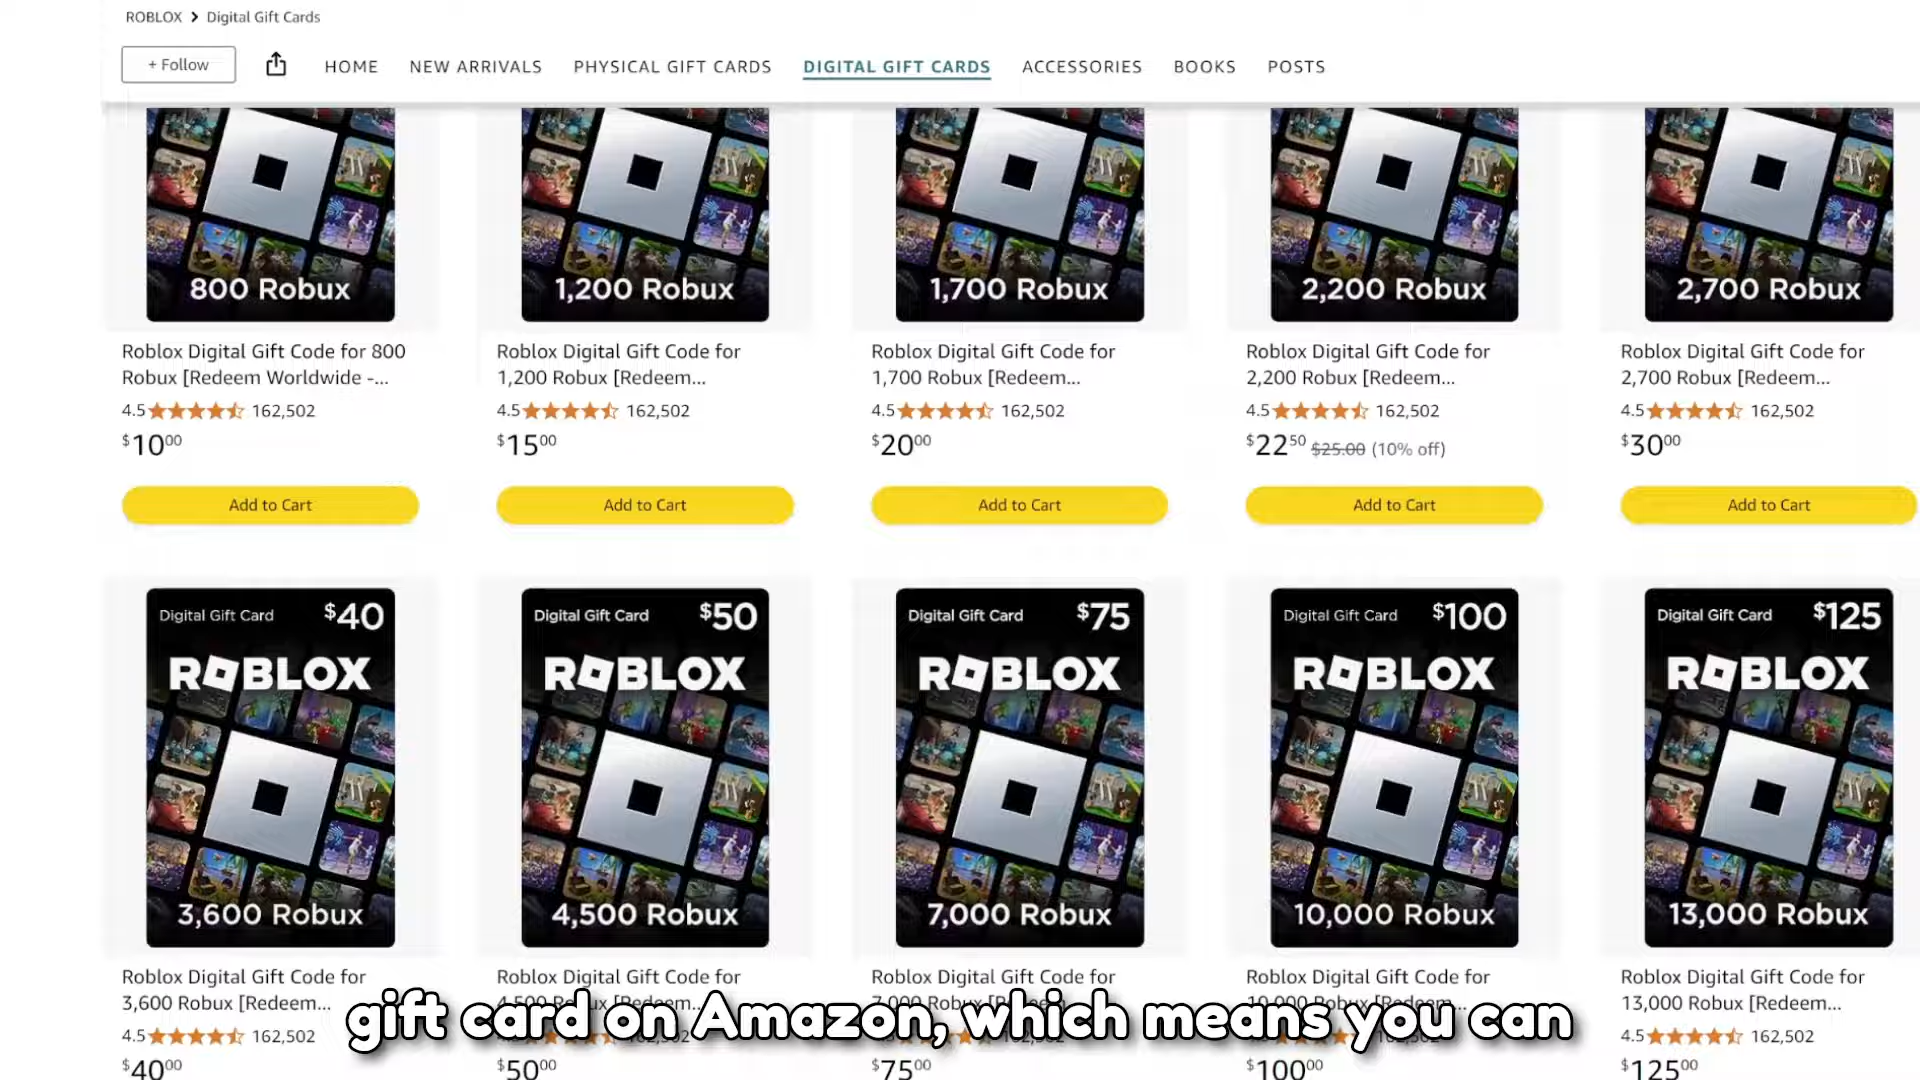 ROBLOX > Digital Gift Cards
+ Follow
HOME NEW ARRIVALS PHYSICAL GIFT CARDS DIGITAL GIFT CARDS ACCESSORIES BOOKS POSTS
800 Robux
1,200 Robux
1,700 Robux
2,200 Robux
2,700 Robux
Roblox Digital Gift Code for 800
Robux [Redeem Worldwide -...
4.5 162,502
$10.00
Add to Cart
Roblox Digital Gift Code for
1,200 Robux [Redeem...
4.5 162,502
$15.00
Add to Cart
Roblox Digital Gift Code for
1,700 Robux [Redeem...
4.5 162,502
$20.00
Add to Cart
Roblox Digital Gift Code for
2,200 Robux [Redeem...
4.5 162,502
$22.50 $25.00 (10% off)
Add to Cart
Roblox Digital Gift Code for
2,700 Robux [Redeem...
4.5 162,502
$30.00
Add to Cart
Digital Gift Card $40
ROBLOX
3,600 Robux
Digital Gift Card $50
ROBLOX
4,500 Robux
Digital Gift Card $75
ROBLOX
7,000 Robux
Digital Gift Card $100
ROBLOX
10,000 Robux
Digital Gift Card $125
ROBLOX
13,000 Robux
Roblox Digital Gift Code for
3,600 Robux [Redeem...
4.5 162,502
$40.00
Roblox Digital Gift Code for
4,500 Robux [Redeem...
$50.00
Roblox Digital Gift Code for
7,000 Robux
$75.00
Roblox Digital Gift Code for
10,000 Robux [Redeem...
$100.00
Roblox Digital Gift Code for
13,000 Robux [Redeem...
4.5 162,502
$125.00
gift card on Amazon, which means you can